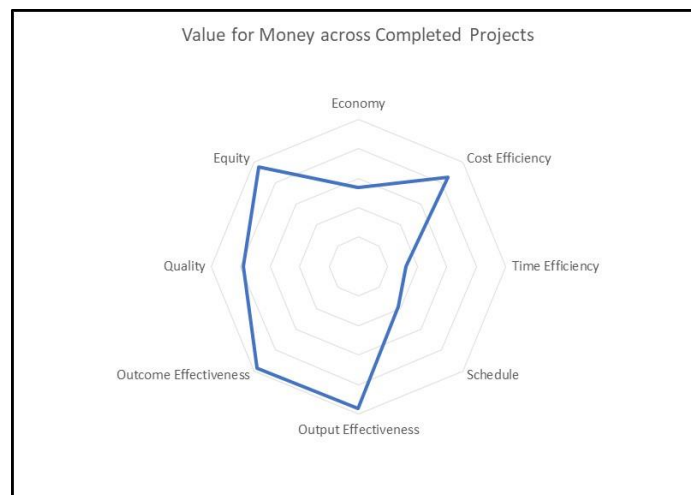 Value for Money across Completed Projects
Economy
Equity
Cost Efficiency
Quality
Time Efficiency
Outcome Effectiveness
Schedule
Output Effectiveness